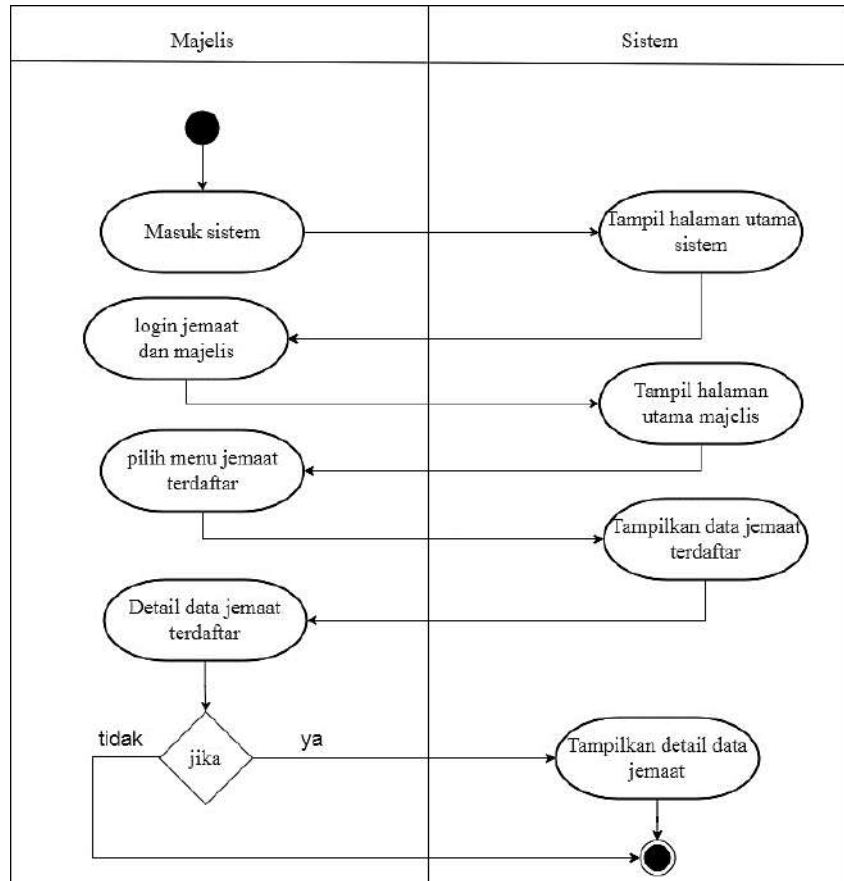 Majelis
Sistem
Masuk sistem
Tampil halaman utama
sistem
login jemaat
dan majelis
Tampil halaman
utama majelis
pilih menu jemaat
terdaftar
Tampilkan data jemaat
terdaftar
Detail data jemaat
terdaftar
tidak
jika
ya
Tampilkan detail data
jemaat